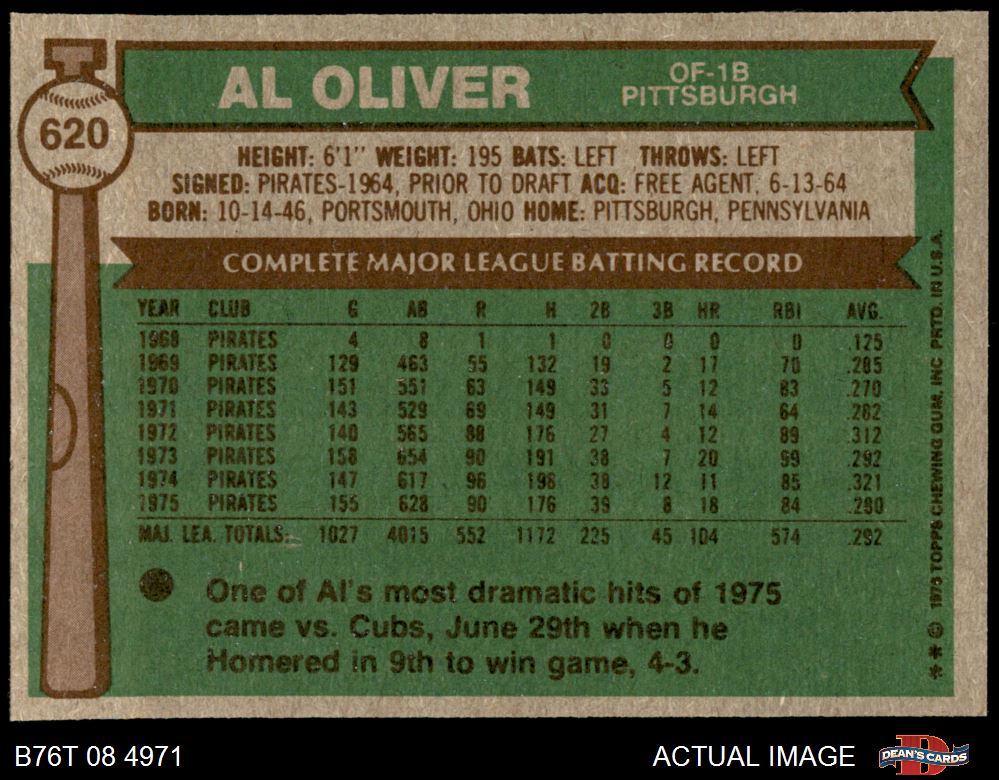 AL OLIVER
OF-1B
PITTSBURGH
620
HEIGHT: 6'1" WEIGHT: 195 BATS: LEFT THROWS: LEFT
SIGNED: PIRATES-1964, PRIOR TO DRAFT ACQ: FREE AGENT, 6-13-64
BORN: 10-14-46, PORTSMOUTH, OHIO HOME: PITTSBURGH, PENNSYLVANIA
COMPLETE MAJOR LEAGUE BATTING RECORD
YEAR CLUB G AB R H 2B 3B HR RBI AVG.
1968 PIRATES 4 8 1 1 0 0 0 0 .125
1969 PIRATES 129 463 55 132 19 2 17 70 .285
1970 PIRATES 151 551 63 149 33 5 12 83 .270
1971 PIRATES 143 529 69 149 31 7 14 64 .282
1972 PIRATES 140 565 88 176 27 4 12 89 .312
1973 PIRATES 158 654 90 191 38 7 20 99 .292
1974 PIRATES 147 617 96 198 38 12 11 85 .321
1975 PIRATES 155 628 90 176 39 8 18 84 .280
MAJ. LEA. TOTALS: 1027 4015 552 1172 225 45 104 574 .292
One of Al's most dramatic hits of 1975
came vs. Cubs, June 29th when he
Homered in 9th to win game, 4-3.
** © 1976 TOPPS CHEWING GUM, INC PRTD. IN U.S.A.
B76T 08 4971
ACTUAL IMAGE
DEAN'S CARDS